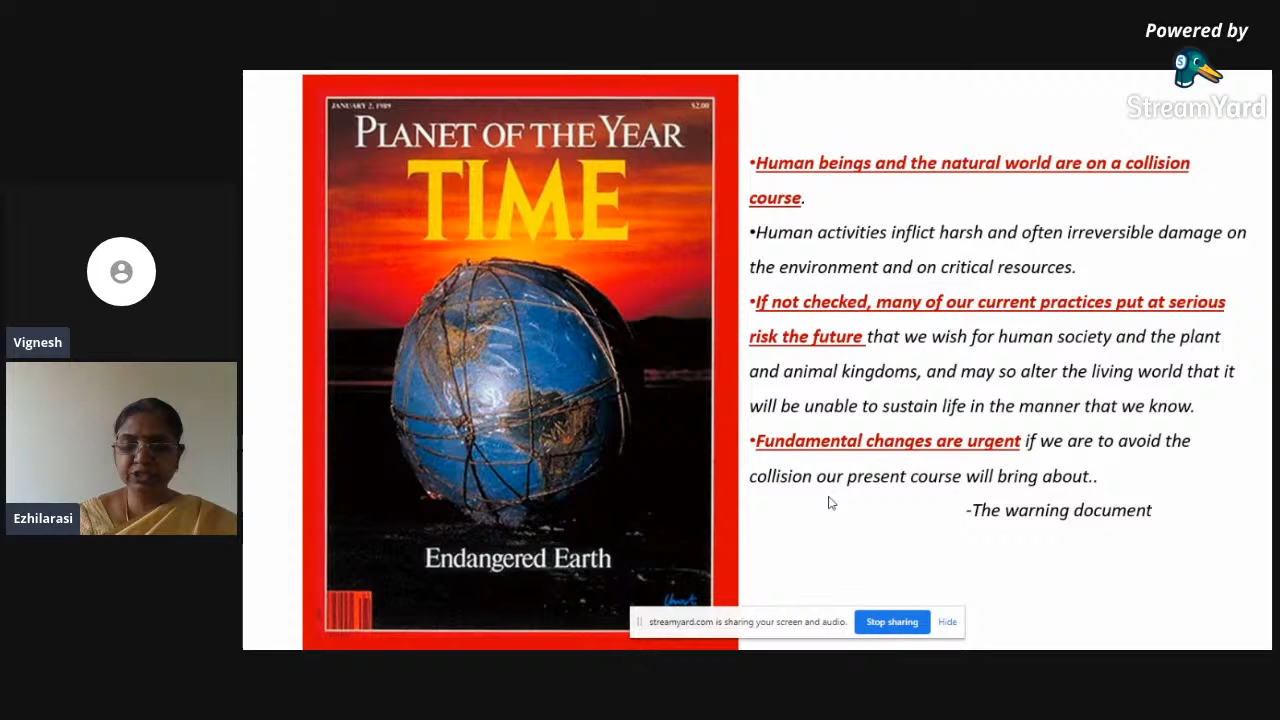 Powered by
StreamYard
JANUARY 2, 1989 $2.00
PLANET OF THE YEAR
TIME
Endangered Earth
•Human beings and the natural world are on a collision
course.
•Human activities inflict harsh and often irreversible damage on
the environment and on critical resources.
•If not checked, many of our current practices put at serious
risk the future that we wish for human society and the plant
and animal kingdoms, and may so alter the living world that it
will be unable to sustain life in the manner that we know.
•Fundamental changes are urgent if we are to avoid the
collision our present course will bring about..
-The warning document
Vignesh
Ezhilarasi
streamyard.com is sharing your screen and audio. Stop sharing Hide